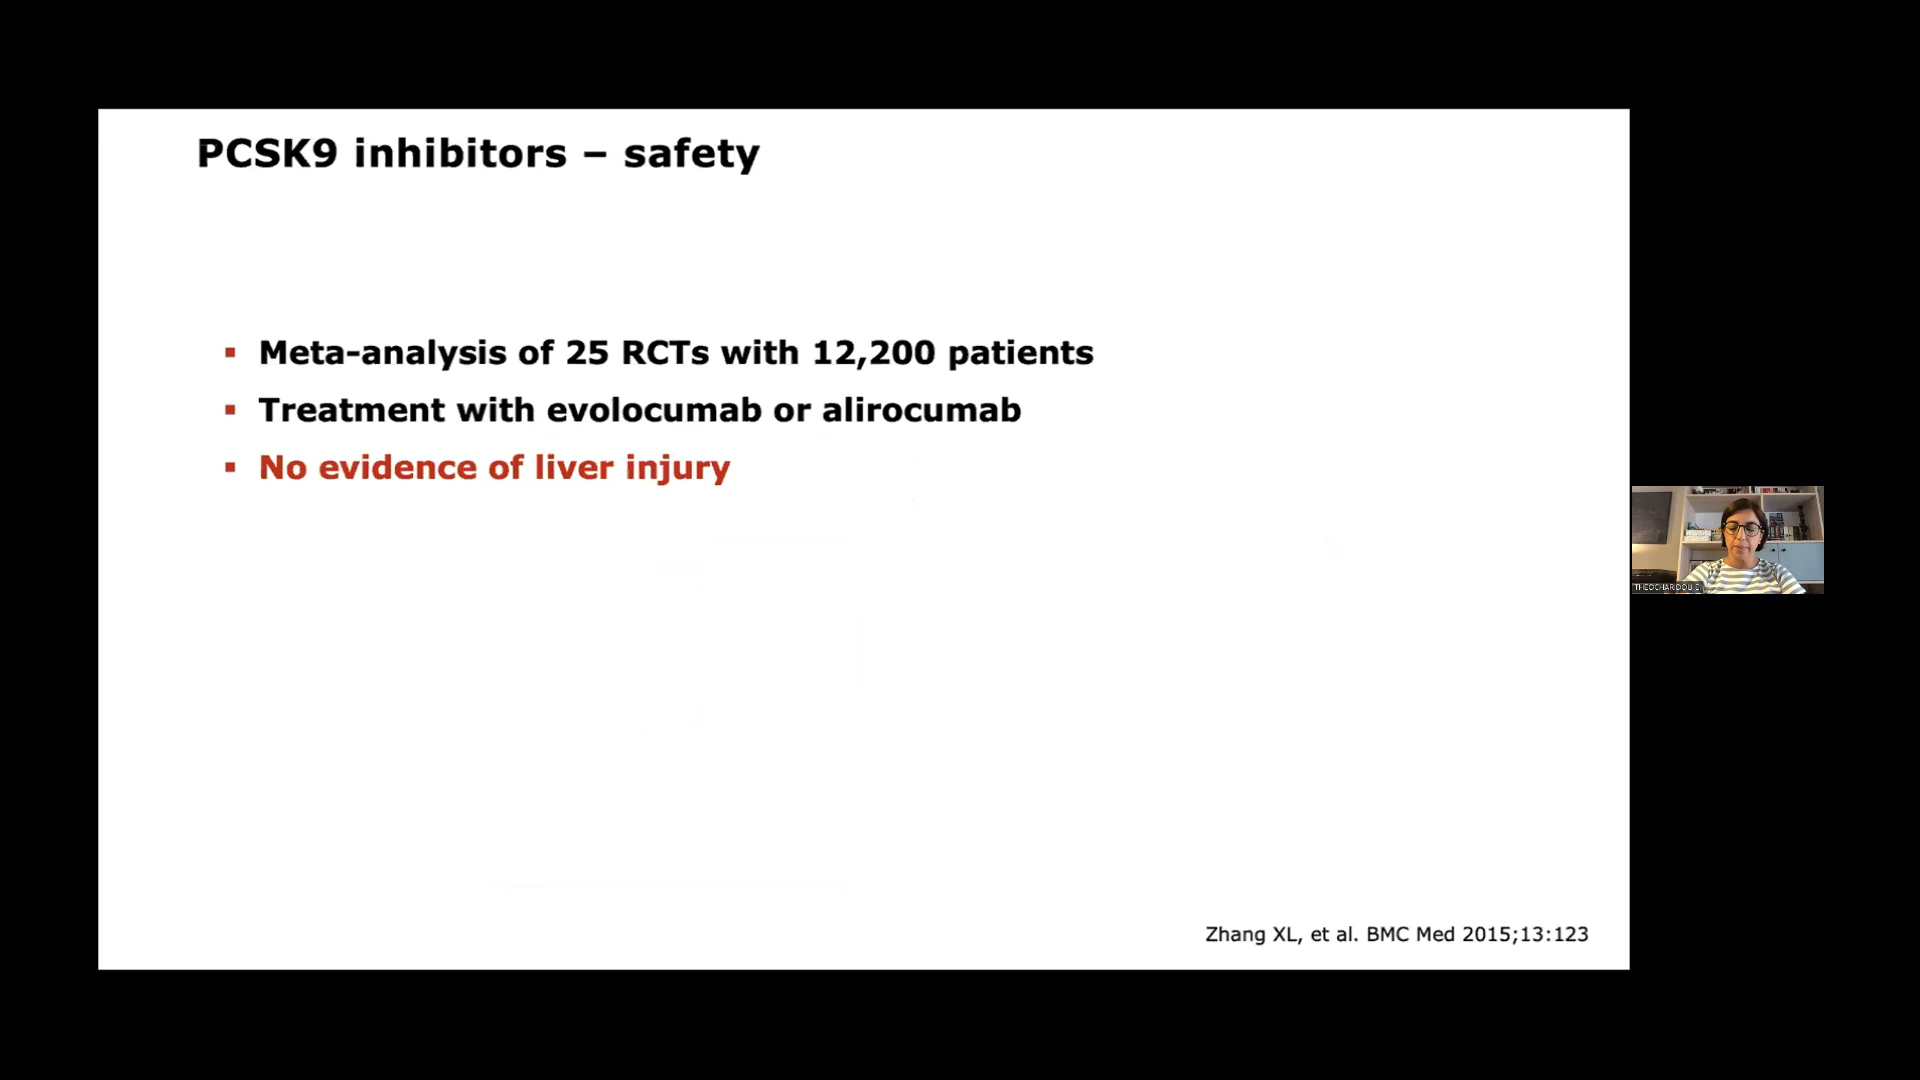 PCSK9 inhibitors – safety
▪ Meta-analysis of 25 RCTs with 12,200 patients
▪ Treatment with evolocumab or alirocumab
▪ No evidence of liver injury
THEOCHARIDOU E.
Zhang XL, et al. BMC Med 2015;13:123